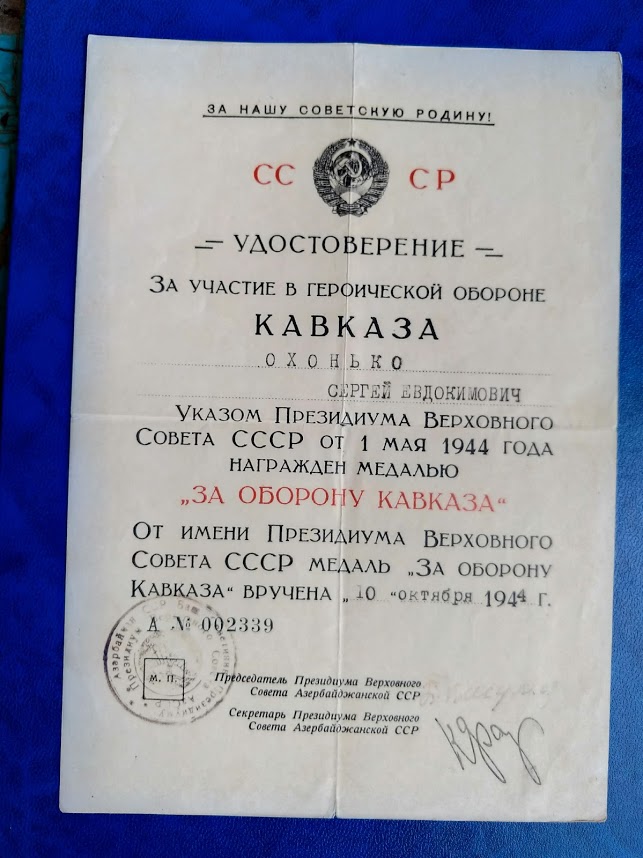 ЗА НАШУ СОВЕТСКУЮ РОДИНУ!
СС СР
УДОСТОВЕРЕНИЕ
ЗА УЧАСТИЕ В ГЕРОИЧЕСКОЙ ОБОРОНЕ
КАВКАЗА
ОХОНЬКО
СЕРГЕЙ ЕВДОКИМОВИЧ
УКАЗОМ ПРЕЗИДИУМА ВЕРХОВНОГО
СОВЕТА СССР ОТ 1 МАЯ 1944 ГОДА
НАГРАЖДЕН МЕДАЛЬЮ
„ЗА ОБОРОНУ КАВКАЗА“
ОТ ИМЕНИ ПРЕЗИДИУМА ВЕРХОВНОГО
СОВЕТА СССР МЕДАЛЬ „ЗА ОБОРОНУ
КАВКАЗА“ ВРУЧЕНА „10 “октября 1944 г.
А № 002339
М. П.
Председатель Президиума Верховного
Совета Азербайджанской ССР
Секретарь Президиума Верховного
Совета Азербайджанской ССР